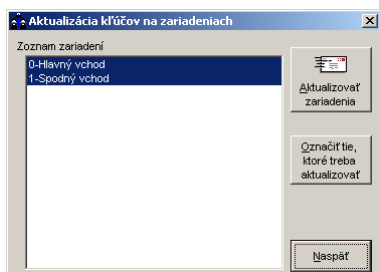 Aktualizácia kľúčov na zariadeniach
Zoznam zariadení
0-Hlavný vchod
1-Spodný vchod
Aktualizovať
zariadenia
Označiť tie,
ktoré treba
aktualizovať
Naspäť